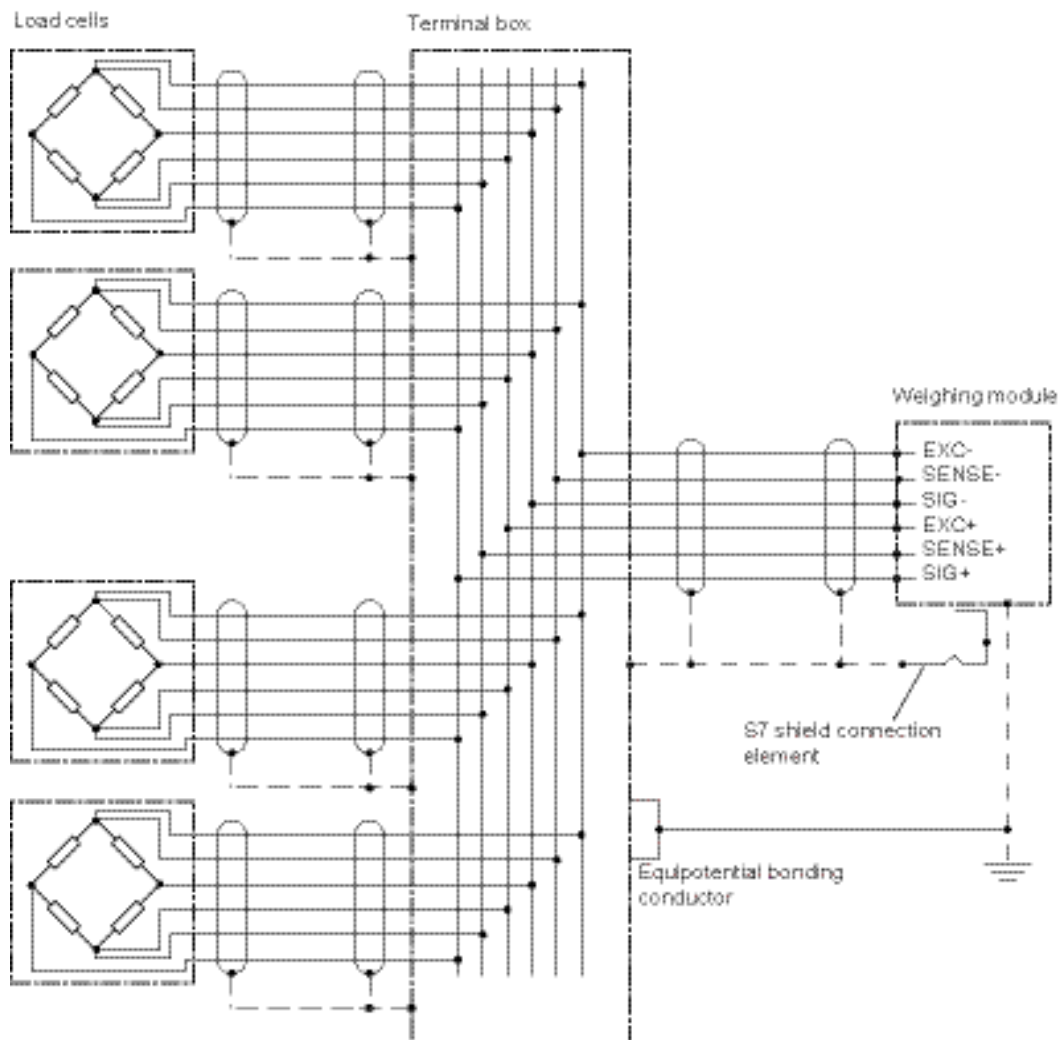 Load cells
Terminal box
Weighing module
EXC-
SENSE-
SIG-
EXC+
SENSE+
SIG+
S7 shield connection
element
Equipotential bonding
conductor